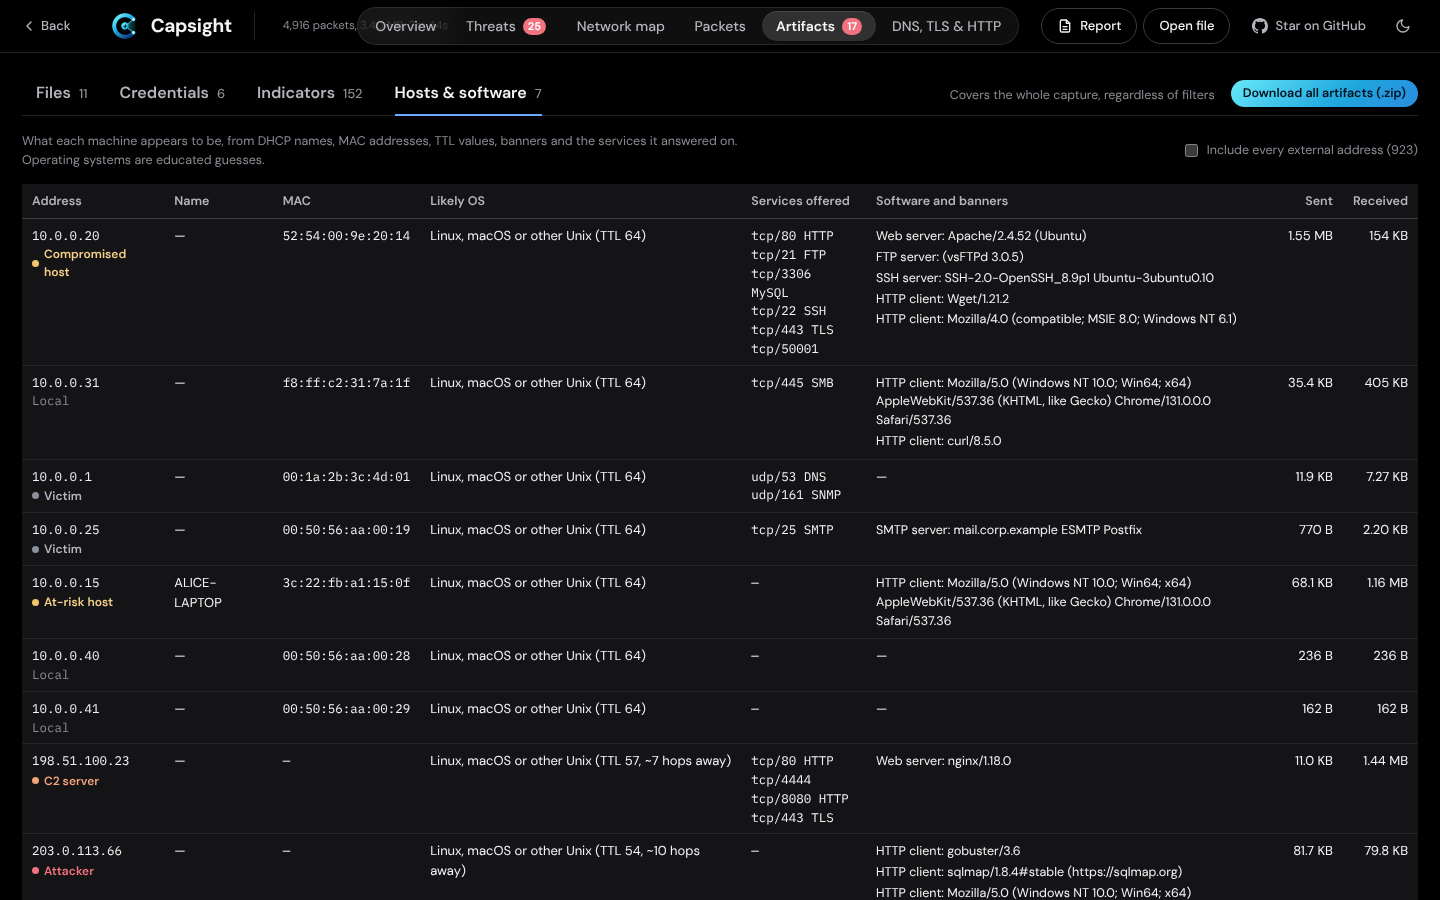 Back
Capsight
4,916 packets,
Overview
Threats 25
Network map
Packets
Artifacts 17
DNS, TLS & HTTP
Report
Open file
Star on GitHub
Files 11
Credentials 6
Indicators 152
Hosts & software 7
Covers the whole capture, regardless of filters
Download all artifacts (.zip)
What each machine appears to be, from DHCP names, MAC addresses, TTL values, banners and the services it answered on.
Operating systems are educated guesses.
Include every external address (923)
Address Name MAC Likely OS Services offered Software and banners Sent Received
10.0.0.20 — 52:54:00:9e:20:14 Linux, macOS or other Unix (TTL 64) tcp/80 HTTP Web server: Apache/2.4.52 (Ubuntu) 1.55 MB 154 KB
Compromised tcp/21 FTP FTP server: (vsFTPd 3.0.5)
host tcp/3306 SSH server: SSH-2.0-OpenSSH_8.9p1 Ubuntu-3ubuntu0.10
MySQL HTTP client: Wget/1.21.2
tcp/22 SSH HTTP client: Mozilla/4.0 (compatible; MSIE 8.0; Windows NT 6.1)
tcp/443 TLS
tcp/50001
10.0.0.31 — f8:ff:c2:31:7a:1f Linux, macOS or other Unix (TTL 64) tcp/445 SMB HTTP client: Mozilla/5.0 (Windows NT 10.0; Win64; x64) 35.4 KB 405 KB
Local AppleWebKit/537.36 (KHTML, like Gecko) Chrome/131.0.0.0
Safari/537.36
HTTP client: curl/8.5.0
10.0.0.1 — 00:1a:2b:3c:4d:01 Linux, macOS or other Unix (TTL 64) udp/53 DNS — 11.9 KB 7.27 KB
Victim udp/161 SNMP
10.0.0.25 — 00:50:56:aa:00:19 Linux, macOS or other Unix (TTL 64) tcp/25 SMTP SMTP server: mail.corp.example ESMTP Postfix 770 B 2.20 KB
Victim
10.0.0.15 ALICE- 3c:22:fb:a1:15:0f Linux, macOS or other Unix (TTL 64) — HTTP client: Mozilla/5.0 (Windows NT 10.0; Win64; x64) 68.1 KB 1.16 MB
At-risk host LAPTOP AppleWebKit/537.36 (KHTML, like Gecko) Chrome/131.0.0.0
Safari/537.36
10.0.0.40 — 00:50:56:aa:00:28 Linux, macOS or other Unix (TTL 64) — — 236 B 236 B
Local
10.0.0.41 — 00:50:56:aa:00:29 Linux, macOS or other Unix (TTL 64) — — 162 B 162 B
Local
198.51.100.23 — — Linux, macOS or other Unix (TTL 57, ~7 hops away) tcp/80 HTTP Web server: nginx/1.18.0 11.0 KB 1.44 MB
C2 server tcp/4444
tcp/8080 HTTP
tcp/443 TLS
203.0.113.66 — — Linux, macOS or other Unix (TTL 54, ~10 hops — HTTP client: gobuster/3.6 81.7 KB 79.8 KB
Attacker away) HTTP client: sqlmap/1.8.4#stable (https://sqlmap.org)
HTTP client: Mozilla/5.0 (Windows NT 10.0; Win64; x64)